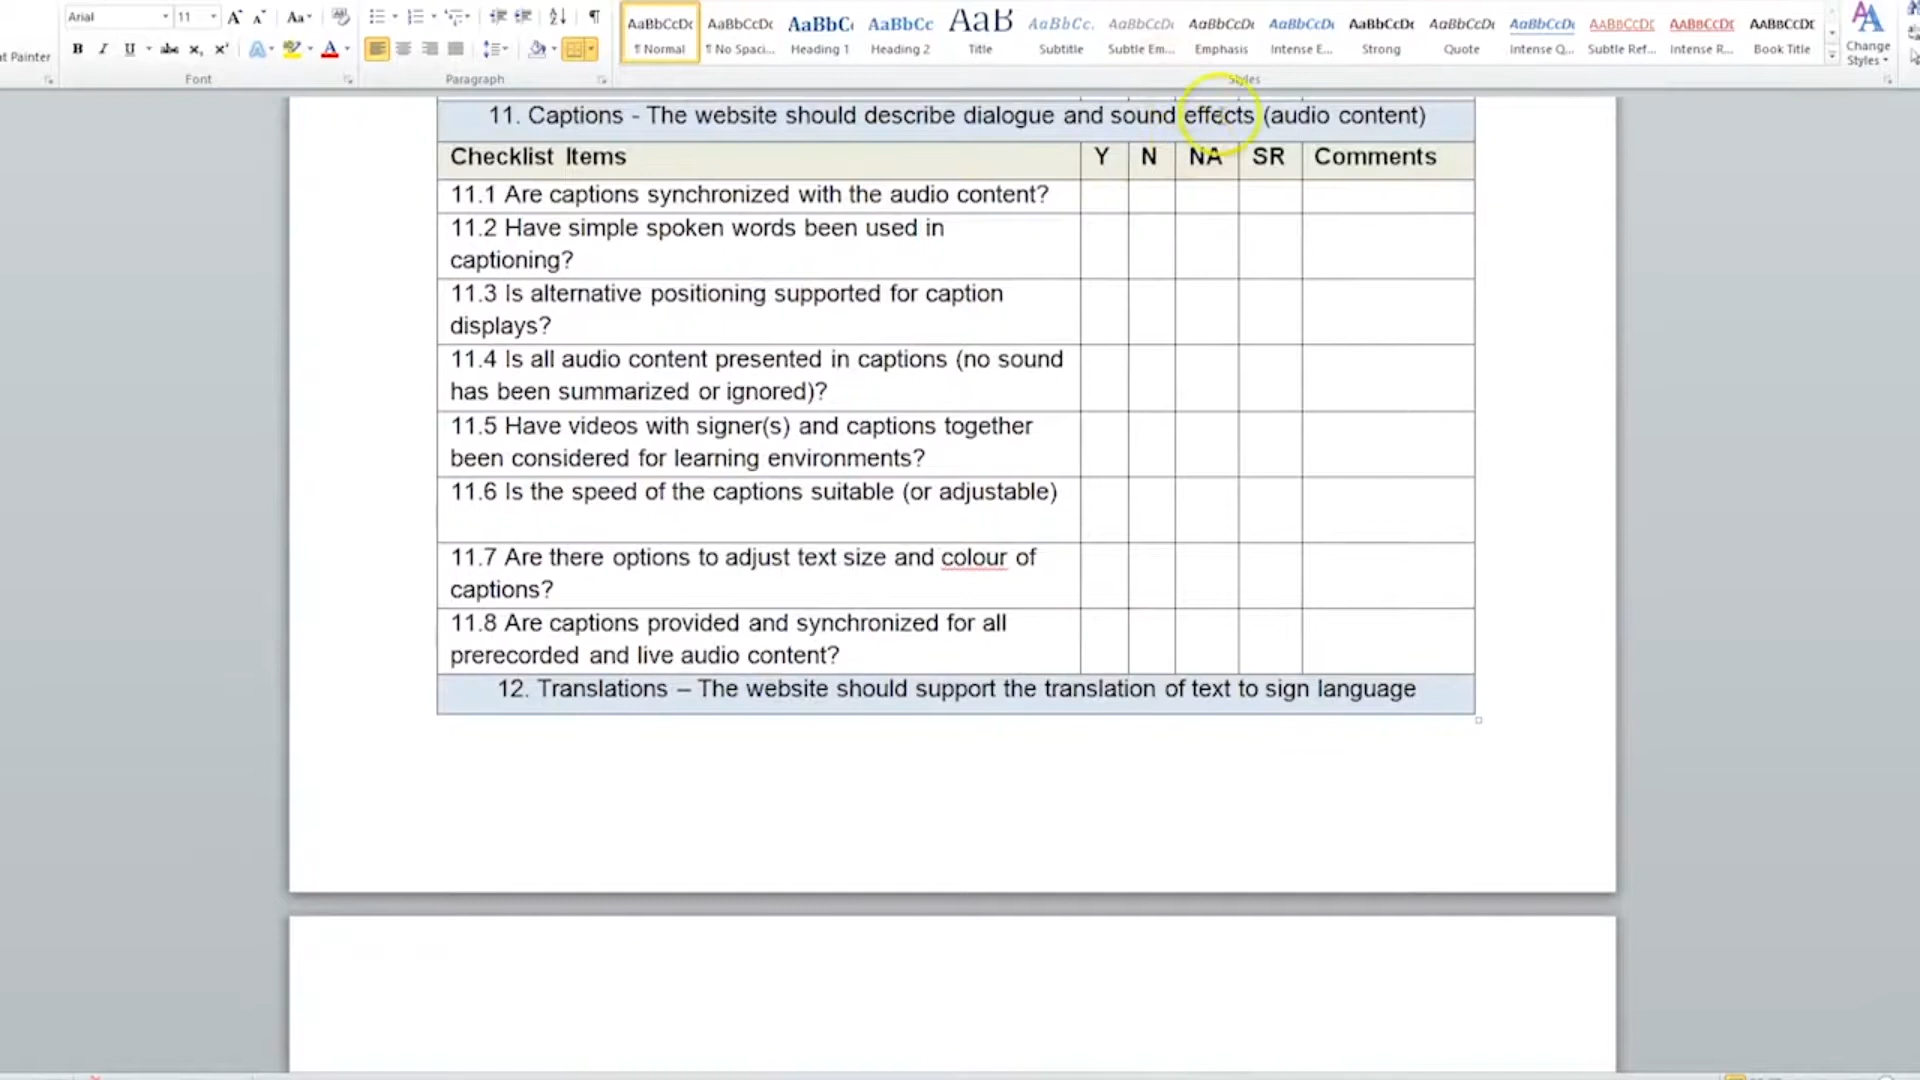 Arial 11 Aa
at Painter B I U abc x, x² A
Font Paragraph Styles
AaBbCcDc AaBbCcDc AaBbC AaBbCc AaB AaBbCc. AaBbCcDc AaBbCcDc AaBbCcDc AaBbCcDc AaBbCcDc AaBbCcDc AaBbCcDc AaBbCcDc AaBbCcDc
¶ Normal ¶ No Spaci... Heading 1 Heading 2 Title Subtitle Subtle Em... Emphasis Intense E... Strong Quote Intense Q... Subtle Ref... Intense R... Book Title
Change
Styles
11. Captions - The website should describe dialogue and sound effects (audio content)
Checklist Items Y N NA SR Comments
11.1 Are captions synchronized with the audio content?
11.2 Have simple spoken words been used in
captioning?
11.3 Is alternative positioning supported for caption
displays?
11.4 Is all audio content presented in captions (no sound
has been summarized or ignored)?
11.5 Have videos with signer(s) and captions together
been considered for learning environments?
11.6 Is the speed of the captions suitable (or adjustable)
11.7 Are there options to adjust text size and colour of
captions?
11.8 Are captions provided and synchronized for all
prerecorded and live audio content?
12. Translations – The website should support the translation of text to sign language